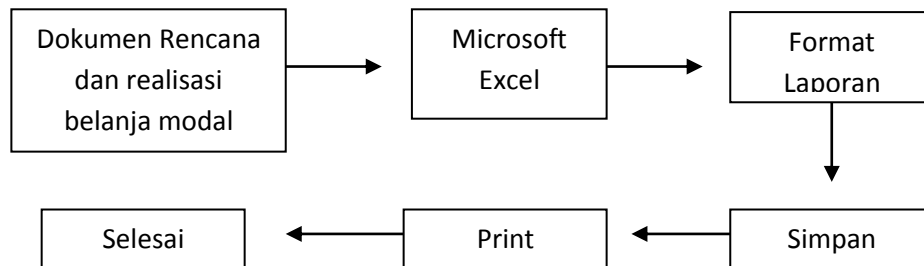 Dokumen Rencana
dan realisasi
belanja modal
Microsoft
Excel
Format
Laporan
Simpan
Print
Selesai